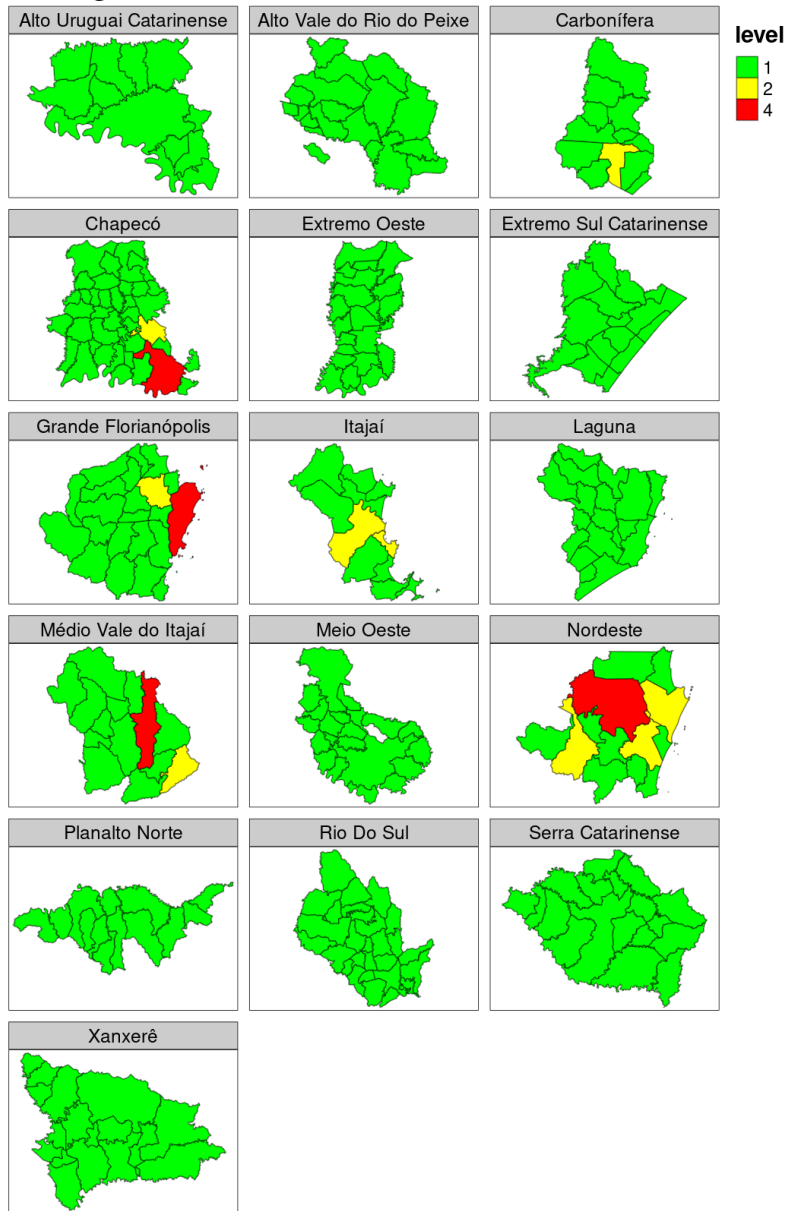 Alto Uruguai Catarinense
Alto Vale do Rio do Peixe
Carbonífera
level
1
2
4
Chapecó
Extremo Oeste
Extremo Sul Catarinense
Grande Florianópolis
Itajaí
Laguna
Médio Vale do Itajaí
Meio Oeste
Nordeste
Planalto Norte
Rio Do Sul
Serra Catarinense
Xanxerê